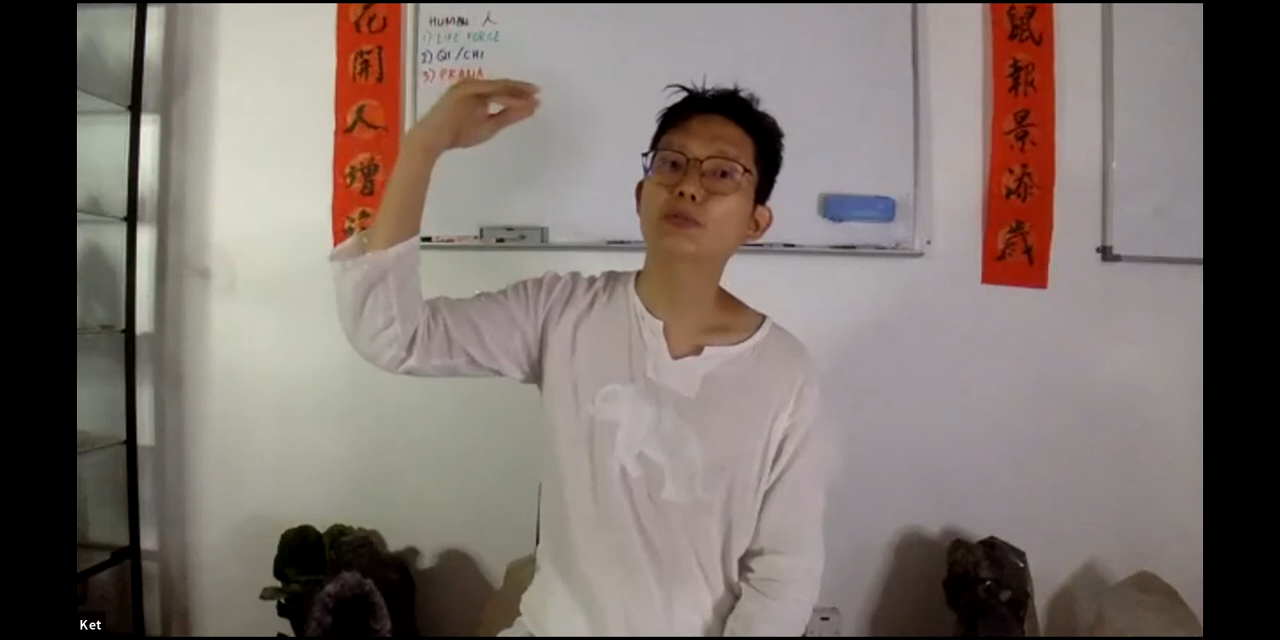 花開人增
鼠報景添歲
HUMAN 人
1) LIFE FORCE
2) QI / CHI
3) PRANA
Ket